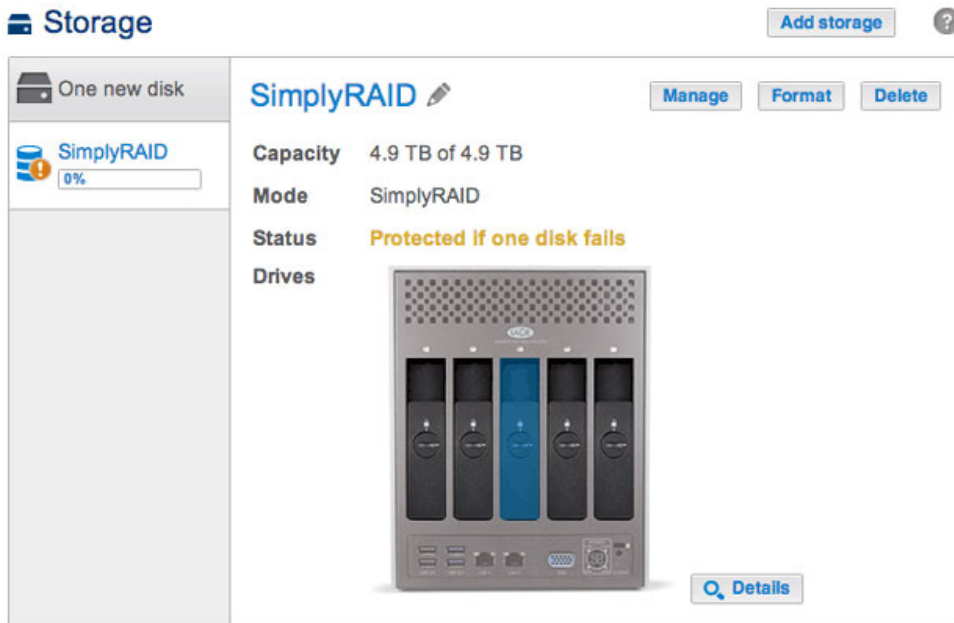 Storage
Add storage
?
One new disk
SimplyRAID
0%
SimplyRAID
Manage
Format
Delete
Capacity 4.9 TB of 4.9 TB
Mode SimplyRAID
Status Protected if one disk fails
Drives
LACIE
Details